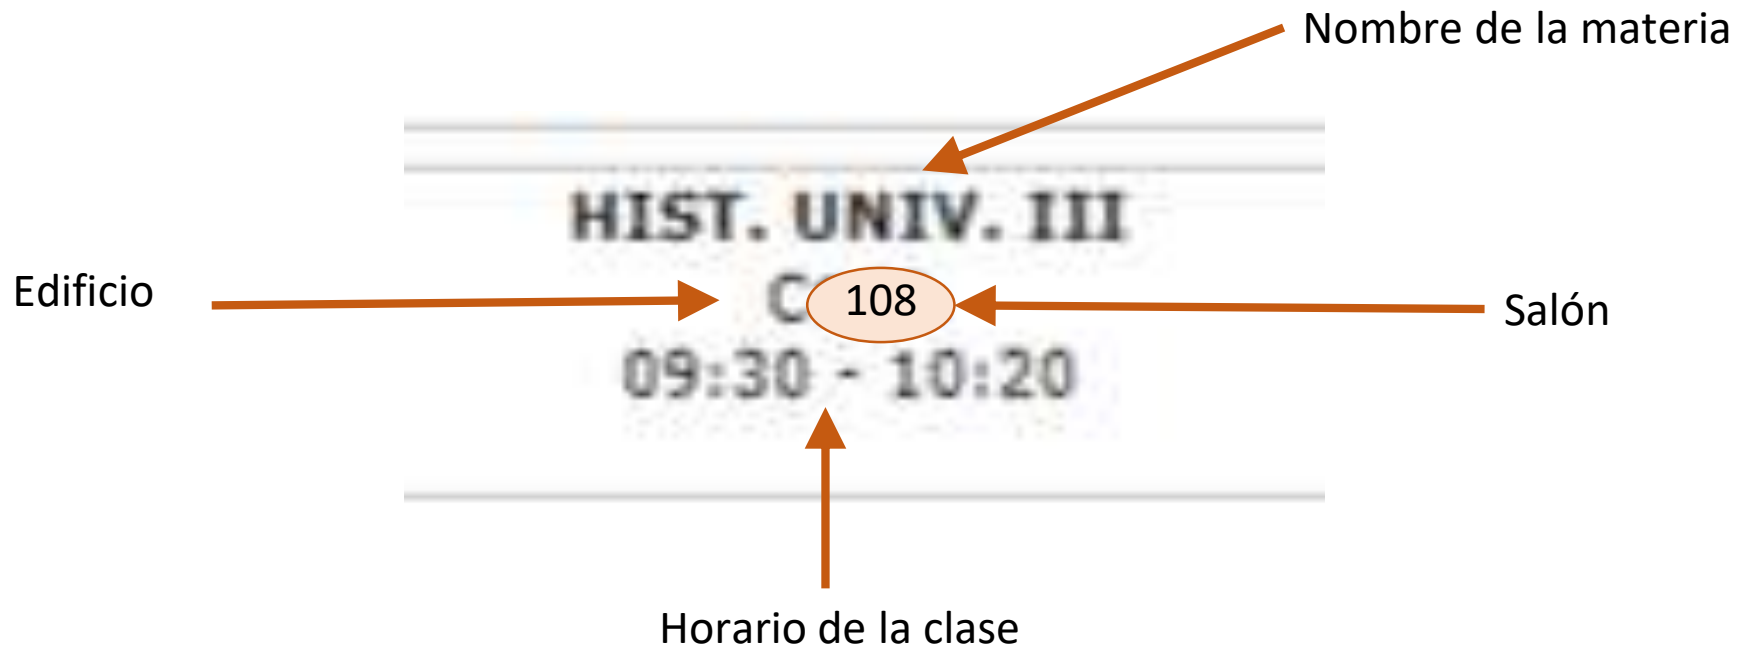 Nombre de la materia
HIST. UNIV. III
Edificio
C 108
Salón
09:30 - 10:20
Horario de la clase